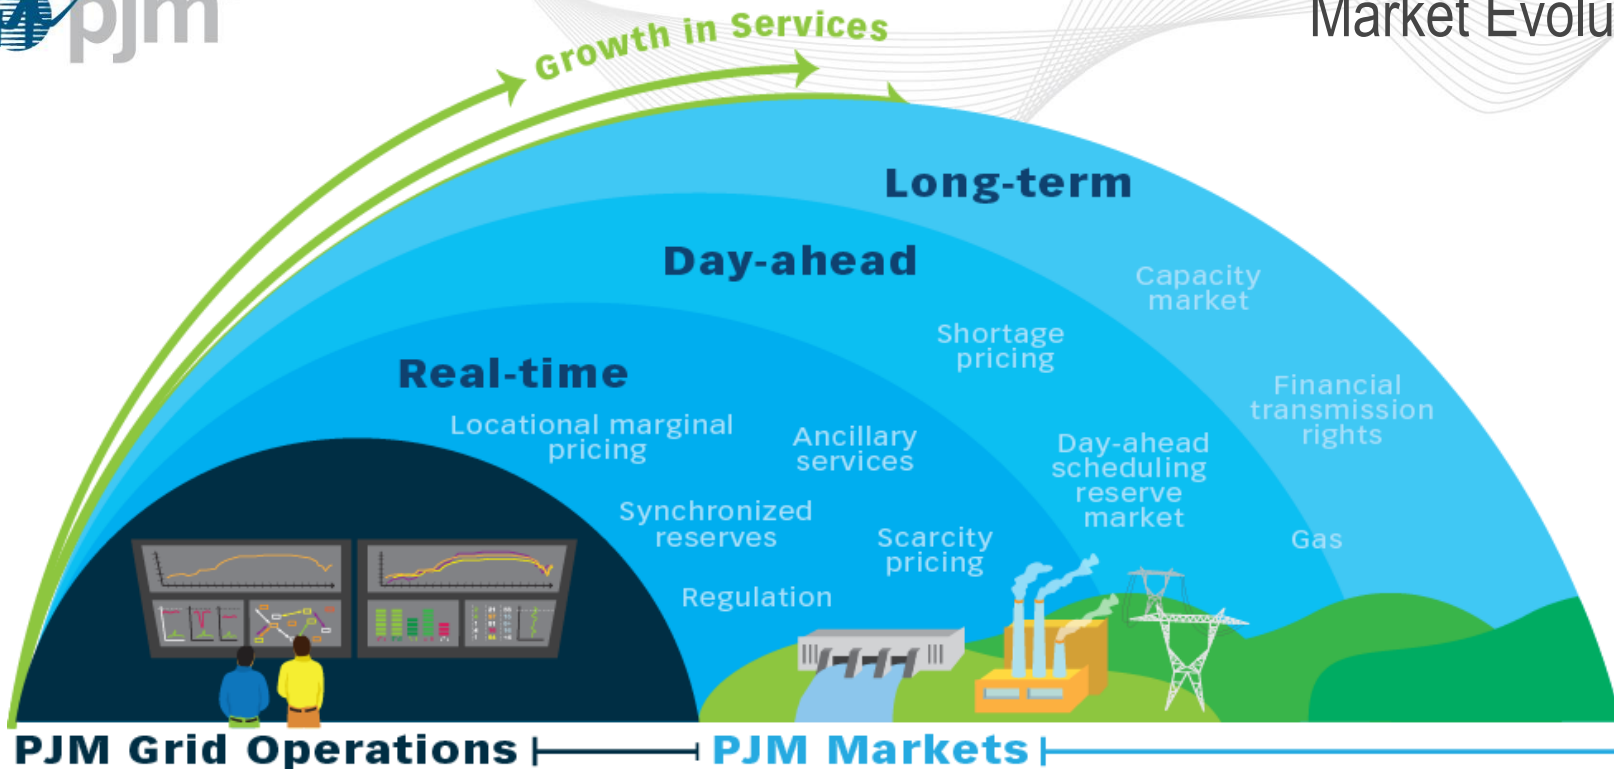 pjm
Market Evolu
Growth in Services
Long-term
Day-ahead
Capacity
market
Shortage
pricing
Real-time
Financial
transmission
rights
Locational marginal
pricing
Ancillary
services
Day-ahead
scheduling
reserve
market
Synchronized
reserves
Scarcity
pricing
Gas
Regulation
PJM Grid Operations
PJM Markets